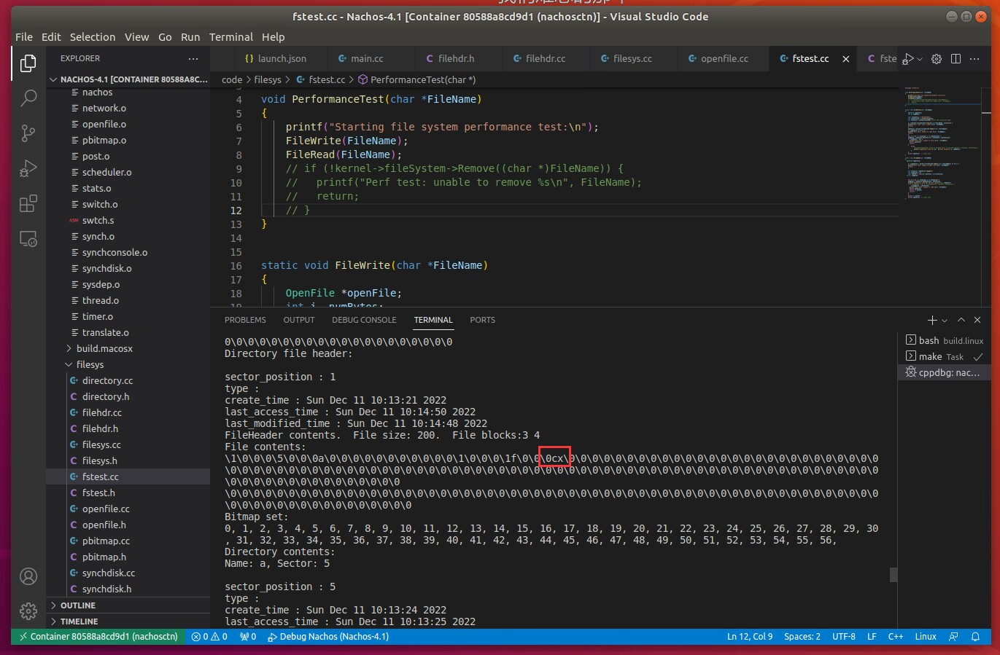 fstest.cc - Nachos-4.1 [Container 80588a8cd9d1 (nachosctn)] - Visual Studio Code
File Edit Selection View Go Run Terminal Help
EXPLORER
launch.json main.cc filehdr.h filehdr.cc filesys.cc openfile.cc fstest.cc fste
NACHOS-4.1 [CONTAINER 80588A8C...
code > filesys > fstest.cc > PerformanceTest(char *)
nachos
network.o
openfile.o
pbitmap.o
post.o
scheduler.o
stats.o
switch.o
swtch.s
synch.o
synchconsole.o
synchdisk.o
sysdep.o
thread.o
timer.o
translate.o
build.macosx
filesys
directory.cc
directory.h
filehdr.cc
filehdr.h
filesys.cc
filesys.h
fstest.cc
fstest.h
openfile.cc
openfile.h
pbitmap.cc
pbitmap.h
synchdisk.cc
synchdisk.h
OUTLINE
TIMELINE
4 void PerformanceTest(char *FileName)
5 {
6 printf("Starting file system performance test:\n");
7 FileWrite(FileName);
8 FileRead(FileName);
9 // if (!kernel->fileSystem->Remove((char *)FileName)) {
10 //   printf("Perf test: unable to remove %s\n", FileName);
11 //   return;
12 // }
13 }
14
15
16 static void FileWrite(char *FileName)
17 {
18 OpenFile *openFile;
19 int i, numBytes;
PROBLEMS OUTPUT DEBUG CONSOLE TERMINAL PORTS
0\0\0\0\0\0\0\0\0\0\0\0\0\0\0\0\0\0\0\0
Directory file header:
sector_position : 1
type :
create_time : Sun Dec 11 10:13:21 2022
last_access_time : Sun Dec 11 10:14:50 2022
last_modified_time : Sun Dec 11 10:14:48 2022
FileHeader contents.  File size: 200.  File blocks:3 4
File contents:
\1\0\0\0\5\0\0\0a\0\0\0\0\0\0\0\0\0\0\0\1\0\0\0\1f\0\0\0cx\0\0\0\0\0\0\0\0\0\0\0\0\0\0\0\0\0\0\0\0\0\0\0\0\0\0
\0\0\0\0\0\0\0\0\0\0\0\0\0\0\0\0\0\0\0\0\0\0\0\0\0\0\0\0\0\0\0\0\0\0\0\0\0\0\0\0\0\0\0\0\0\0\0\0\0\0\0\0\0\0\0\0
\0\0\0\0\0\0\0\0\0\0\0\0\0\0\0
\0\0\0\0\0\0\0\0\0\0\0\0\0\0\0\0\0\0\0\0\0\0\0\0\0\0\0\0\0\0\0\0\0\0\0\0\0\0\0\0\0\0\0\0\0\0\0\0\0\0\0\0\0\0\0\0
\0\0\0\0\0\0\0\0\0\0\0\0\0\0\0\0
Bitmap set:
0, 1, 2, 3, 4, 5, 6, 7, 8, 9, 10, 11, 12, 13, 14, 15, 16, 17, 18, 19, 20, 21, 22, 23, 24, 25, 26, 27, 28, 29, 30
, 31, 32, 33, 34, 35, 36, 37, 38, 39, 40, 41, 42, 43, 44, 45, 46, 47, 48, 49, 50, 51, 52, 53, 54, 55, 56,
Directory contents:
Name: a, Sector: 5
sector_position : 5
type :
create_time : Sun Dec 11 10:13:24 2022
last_access_time : Sun Dec 11 10:13:25 2022
bash build.linux
make Task
cppdbg: nac...
Container 80588a8cd9d1 (nachosctn) 0 0 0 Debug Nachos (Nachos-4.1) Ln 12, Col 9 Spaces: 2 UTF-8 LF C++ Linux